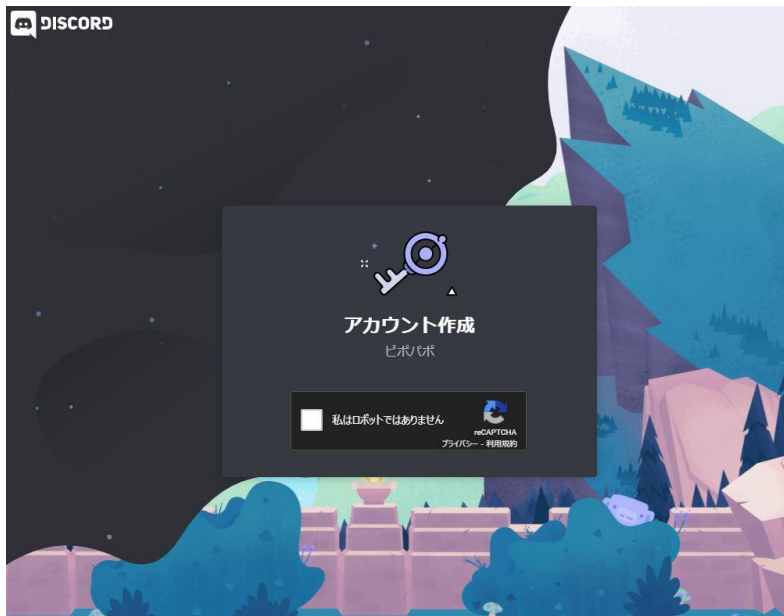 DISCORD
アカウント作成
ピポパポ
私はロボットではありません
reCAPTCHA
プライバシー - 利用規約